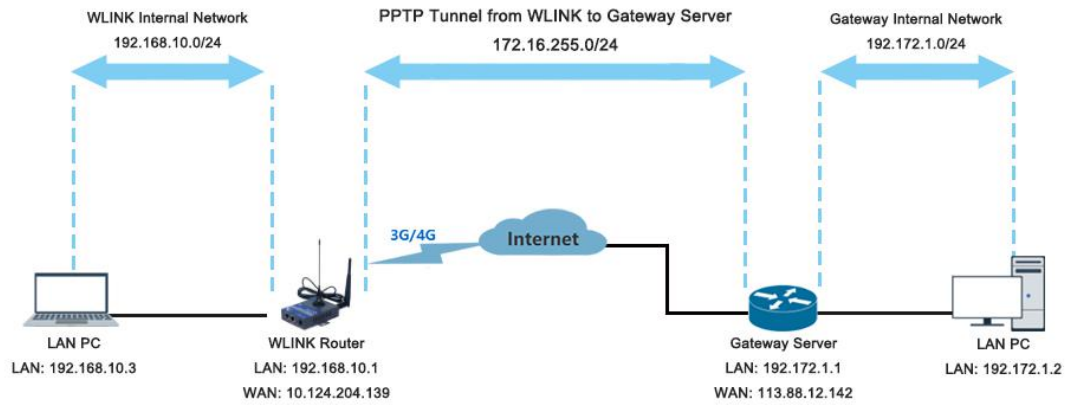 WLINK Internal Network
192.168.10.0/24
PPTP Tunnel from WLINK to Gateway Server
172.16.255.0/24
Gateway Internal Network
192.172.1.0/24
3G/4G
Internet
LAN PC
LAN: 192.168.10.3
WLINK Router
LAN: 192.168.10.1
WAN: 10.124.204.139
Gateway Server
LAN: 192.172.1.1
WAN: 113.88.12.142
LAN PC
LAN: 192.172.1.2